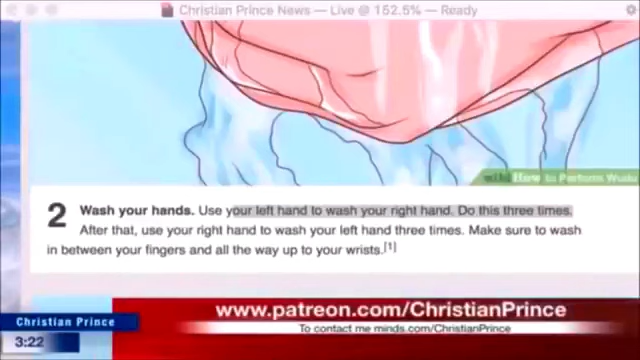 Christian Prince News — Live @ 152.5% — Ready
wikiHow to Perform Wudu
2 Wash your hands. Use your left hand to wash your right hand. Do this three times.
After that, use your right hand to wash your left hand three times. Make sure to wash
in between your fingers and all the way up to your wrists.[1]
www.patreon.com/ChristianPrince
Christian Prince
To contact me minds.com/ChristianPrince
3:22